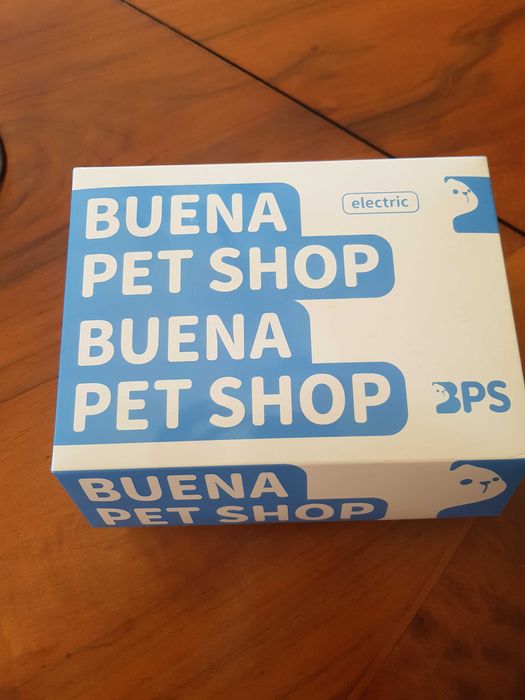 BUENA
PET SHOP
electric
BUENA
PET SHOP
BPS
BUENA
PET SHOP